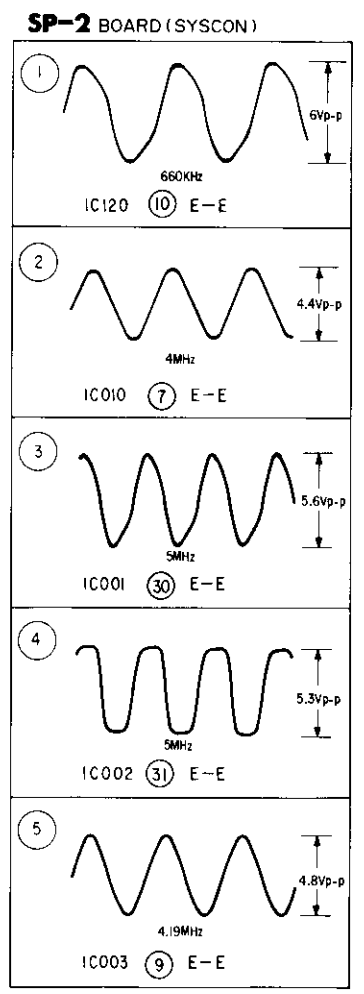 SP-2 BOARD (SYSCON)
1
6Vp-p
660KHz
IC120 10 E-E
2
4.4Vp-p
4MHz
IC010 7 E-E
3
5.6Vp-p
5MHz
IC001 30 E-E
4
5.3Vp-p
5MHz
IC002 31 E-E
5
4.8Vp-p
4.19MHz
IC003 9 E-E